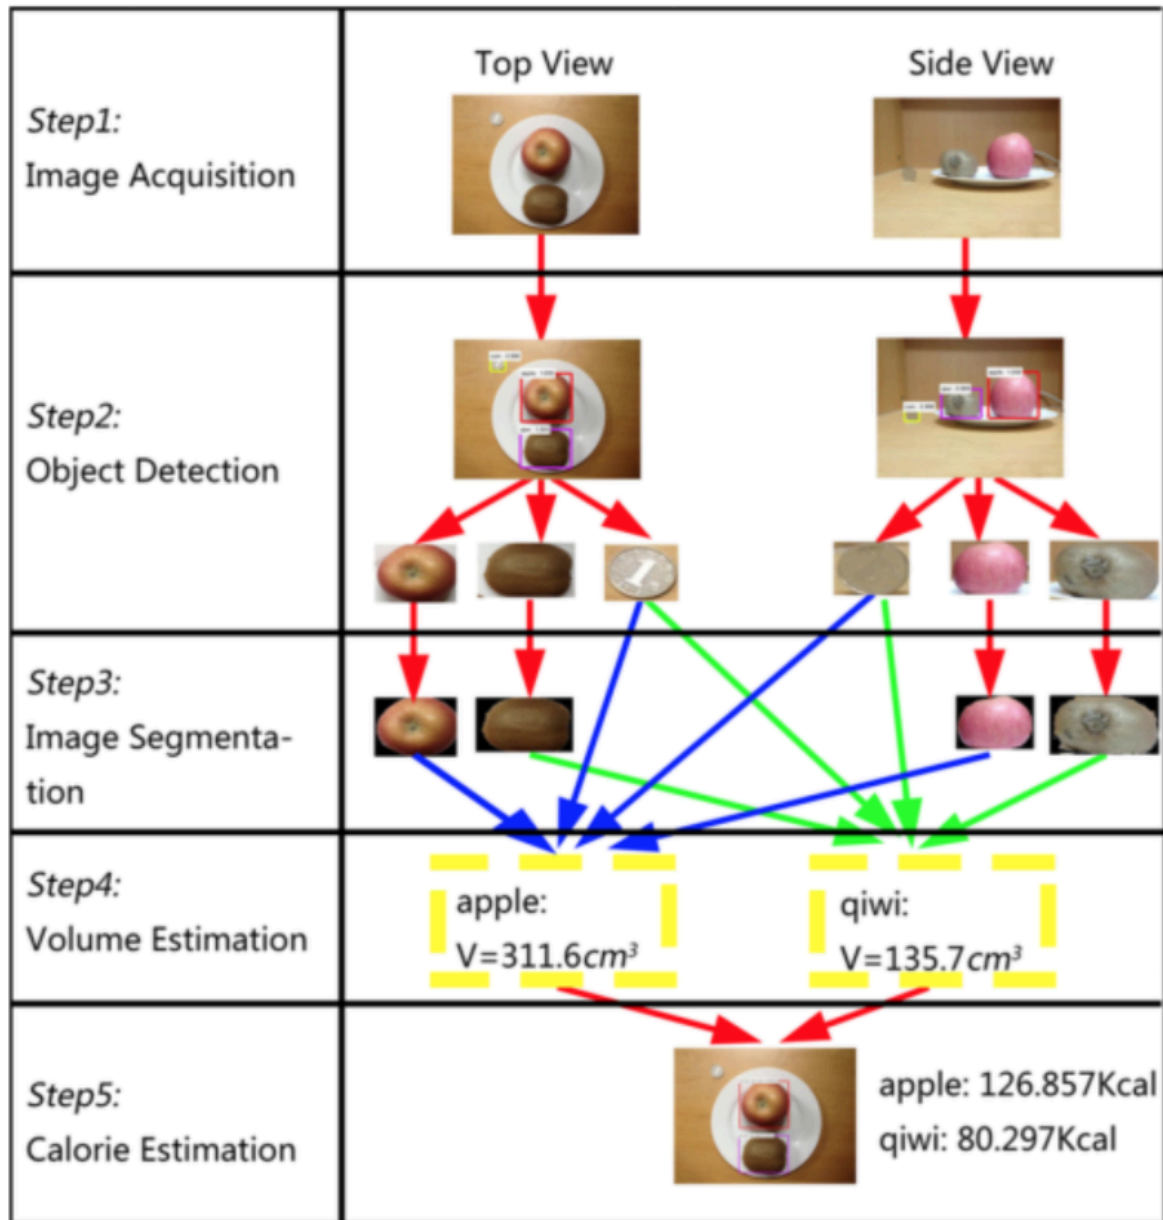 Top View
Side View
Step1:
Image Acquisition
Step2:
Object Detection
1
Step3:
Image Segmenta-
tion
Step4:
Volume Estimation
apple:
V=311.6cm³
qiwi:
V=135.7cm³
Step5:
Calorie Estimation
apple: 126.857Kcal
qiwi: 80.297Kcal